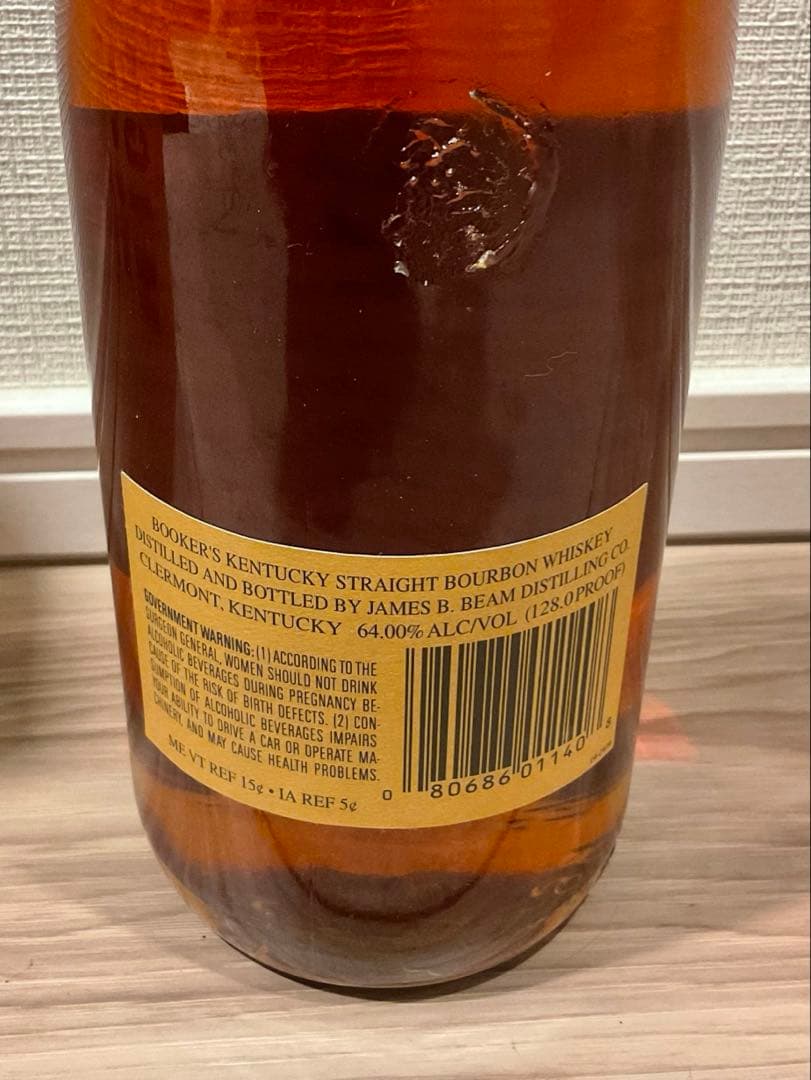 BOOKER'S KENTUCKY STRAIGHT BOURBON WHISKEY
DISTILLED AND BOTTLED BY JAMES B. BEAM DISTILLING CO.
CLERMONT, KENTUCKY 64.00% ALC/VOL (128.0 PROOF)
GOVERNMENT WARNING: (1) ACCORDING TO THE
SURGEON GENERAL, WOMEN SHOULD NOT DRINK
ALCOHOLIC BEVERAGES DURING PREGNANCY BE-
CAUSE OF THE RISK OF BIRTH DEFECTS. (2) CON-
SUMPTION OF ALCOHOLIC BEVERAGES IMPAIRS
YOUR ABILITY TO DRIVE A CAR OR OPERATE MA-
CHINERY, AND MAY CAUSE HEALTH PROBLEMS.
ME VT REF 15¢ • IA REF 5¢
0 80686 01140 8